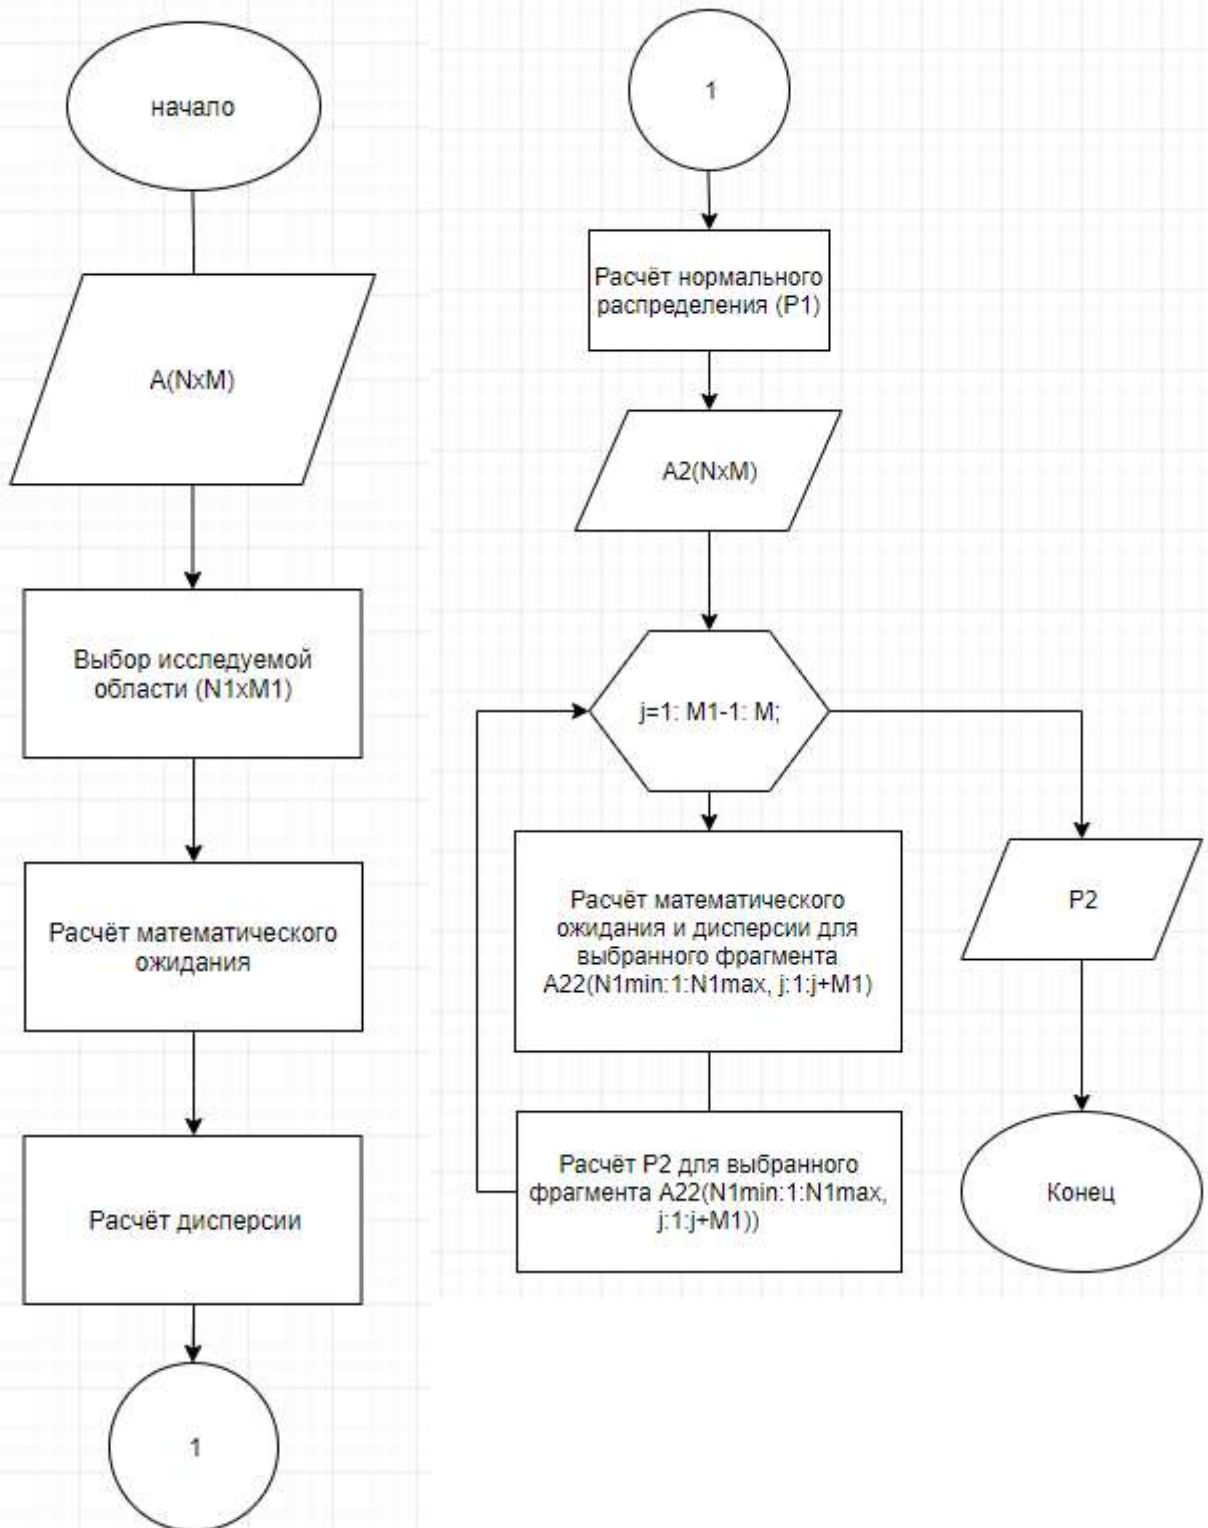 начало
A(NxM)
Выбор исследуемой
области (N1xM1)
Расчёт математического
ожидания
Расчёт дисперсии
1
1
Расчёт нормального
распределения (P1)
A2(NxM)
j=1: M1-1: M;
Расчёт математического
ожидания и дисперсии для
выбранного фрагмента
A22(N1min:1:N1max, j:1:j+M1)
Расчёт P2 для выбранного
фрагмента A22(N1min:1:N1max,
j:1:j+M1))
P2
Конец